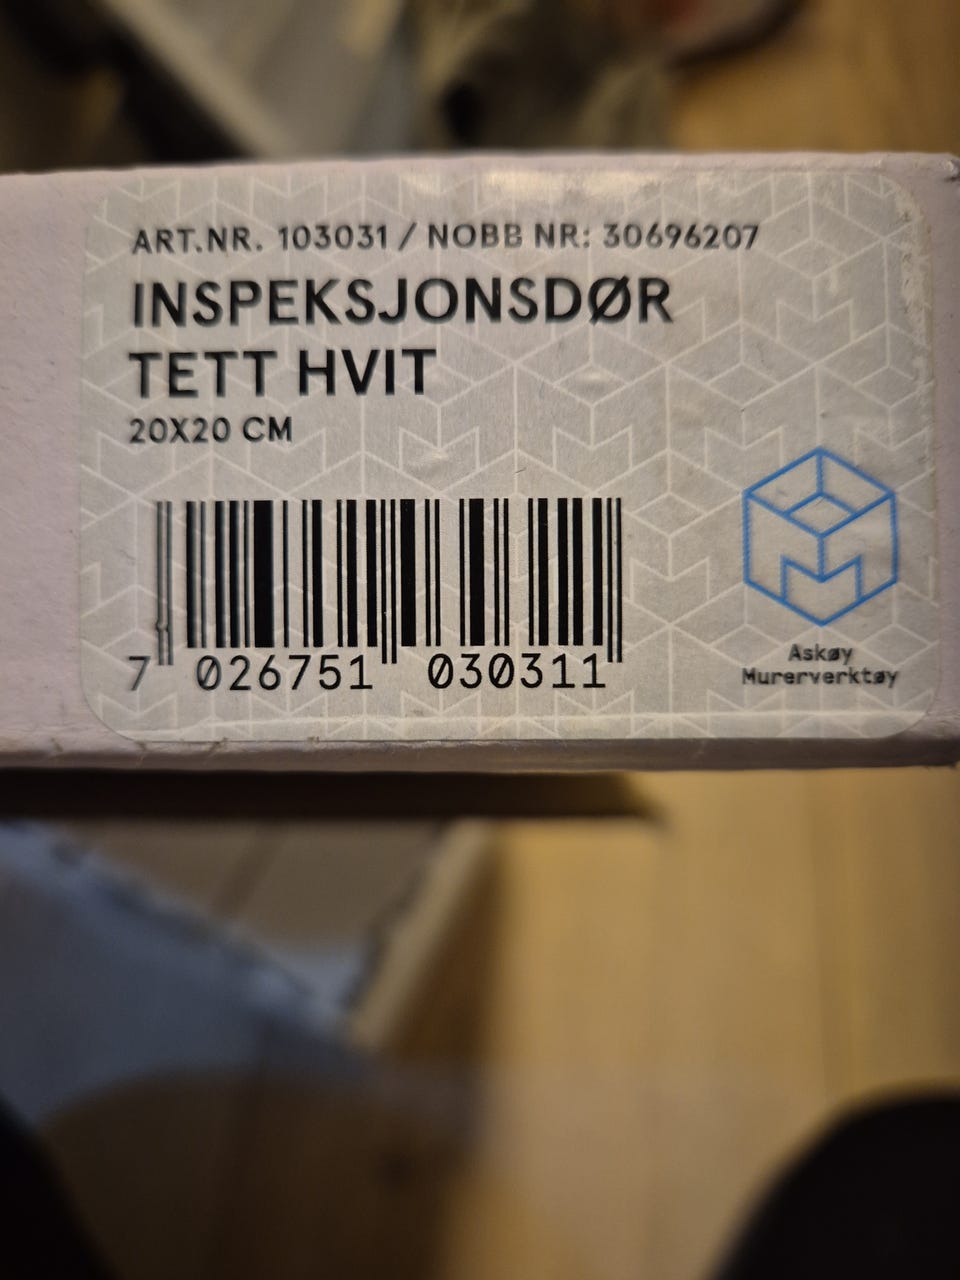 ART.NR. 103031 / NOBB NR: 30696207
INSPEKSJONSDØR
TETT HVIT
20X20 CM
7 026751 030311
Askøy
Murerverktøy